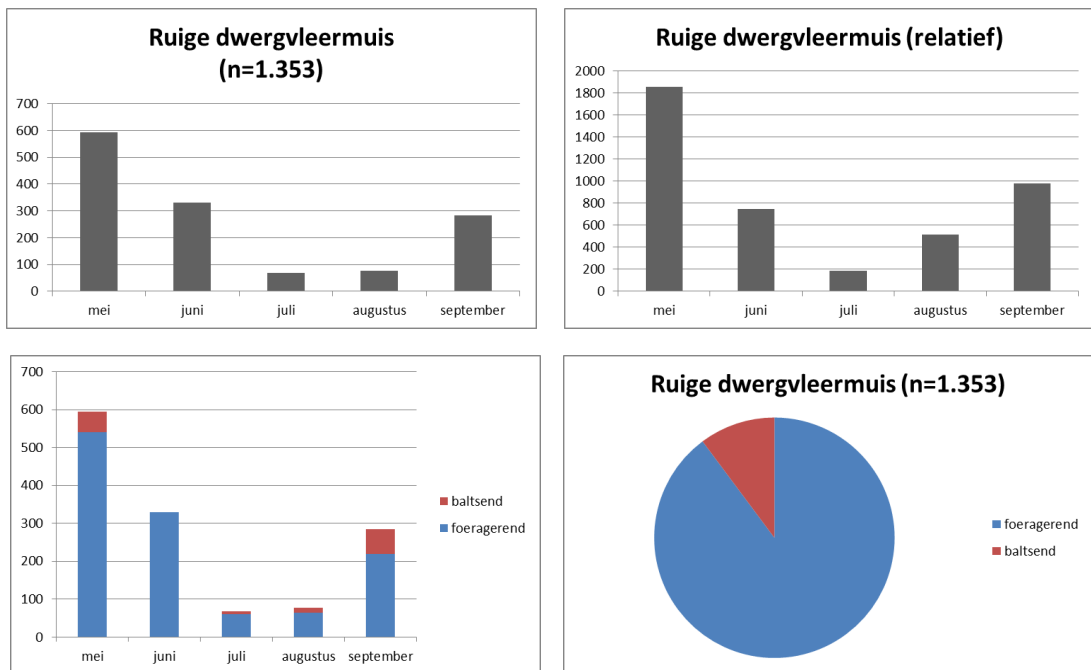 Ruige dwergvleermuis
(n=1.353)
700
600
500
400
300
200
100
0
mei juni juli augustus september
Ruige dwergvleermuis (relatief)
2000
1800
1600
1400
1200
1000
800
600
400
200
0
mei juni juli augustus september
700
600
500
400
300
200
100
0
mei juni juli augustus september
baltsend
foeragerend
Ruige dwergvleermuis (n=1.353)
foeragerend
baltsend